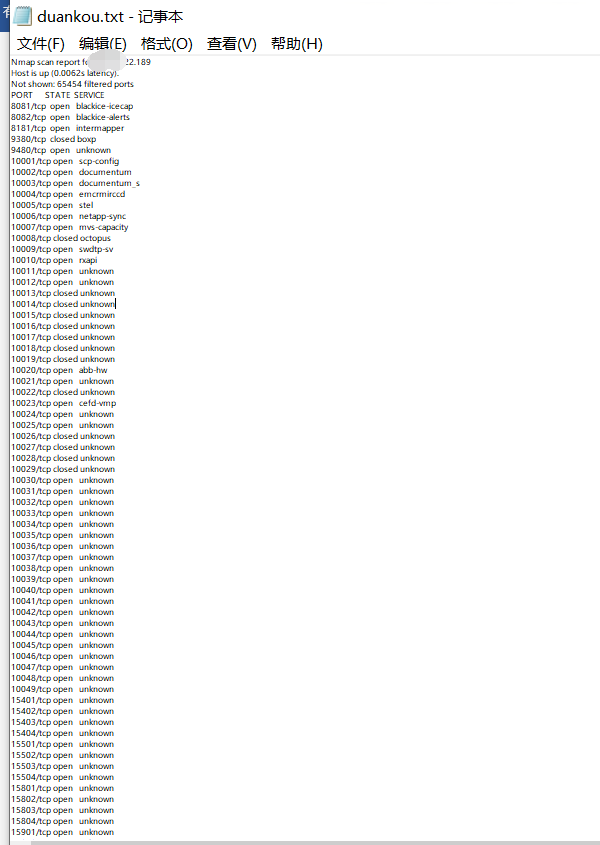 duankou.txt - 记事本
文件(F) 编辑(E) 格式(O) 查看(V) 帮助(H)
Nmap scan report 22.189
Host is up (0.0062s latency).
Not shown: 65454 filtered ports
PORT STATE SERVICE
8081/tcp open blackice-icecap
8082/tcp open blackice-alerts
8181/tcp open intermapper
9380/tcp closed boxp
9480/tcp open unknown
10001/tcp open scp-config
10002/tcp open documentum
10003/tcp open documentum_s
10004/tcp open emcrmirccd
10005/tcp open stel
10006/tcp open netapp-sync
10007/tcp open mvs-capacity
10008/tcp closed octopus
10009/tcp open swdtp-sv
10010/tcp open rxapi
10011/tcp open unknown
10012/tcp open unknown
10013/tcp closed unknown
10014/tcp closed unknown
10015/tcp closed unknown
10016/tcp closed unknown
10017/tcp closed unknown
10018/tcp closed unknown
10019/tcp closed unknown
10020/tcp open abb-hw
10021/tcp open unknown
10022/tcp closed unknown
10023/tcp open cefd-vmp
10024/tcp open unknown
10025/tcp open unknown
10026/tcp closed unknown
10027/tcp closed unknown
10028/tcp closed unknown
10029/tcp closed unknown
10030/tcp open unknown
10031/tcp open unknown
10032/tcp open unknown
10033/tcp open unknown
10034/tcp open unknown
10035/tcp open unknown
10036/tcp open unknown
10037/tcp open unknown
10038/tcp open unknown
10039/tcp open unknown
10040/tcp open unknown
10041/tcp open unknown
10042/tcp open unknown
10043/tcp open unknown
10044/tcp open unknown
10045/tcp open unknown
10046/tcp open unknown
10047/tcp open unknown
10048/tcp open unknown
10049/tcp open unknown
15401/tcp open unknown
15402/tcp open unknown
15403/tcp open unknown
15404/tcp open unknown
15501/tcp open unknown
15502/tcp open unknown
15503/tcp open unknown
15504/tcp open unknown
15801/tcp open unknown
15802/tcp open unknown
15803/tcp open unknown
15804/tcp open unknown
15901/tcp open unknown